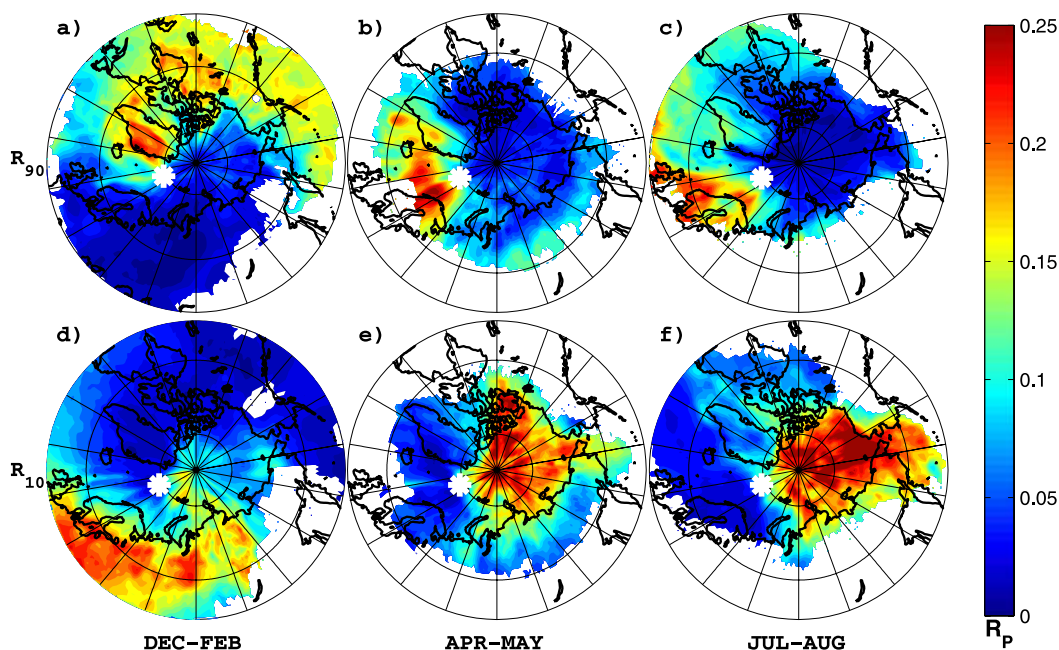 a) b) c)
0.25
0.2
R90
0.15
d) e) f)
0.1
R10
0.05
0
DEC-FEB APR-MAY JUL-AUG
RP